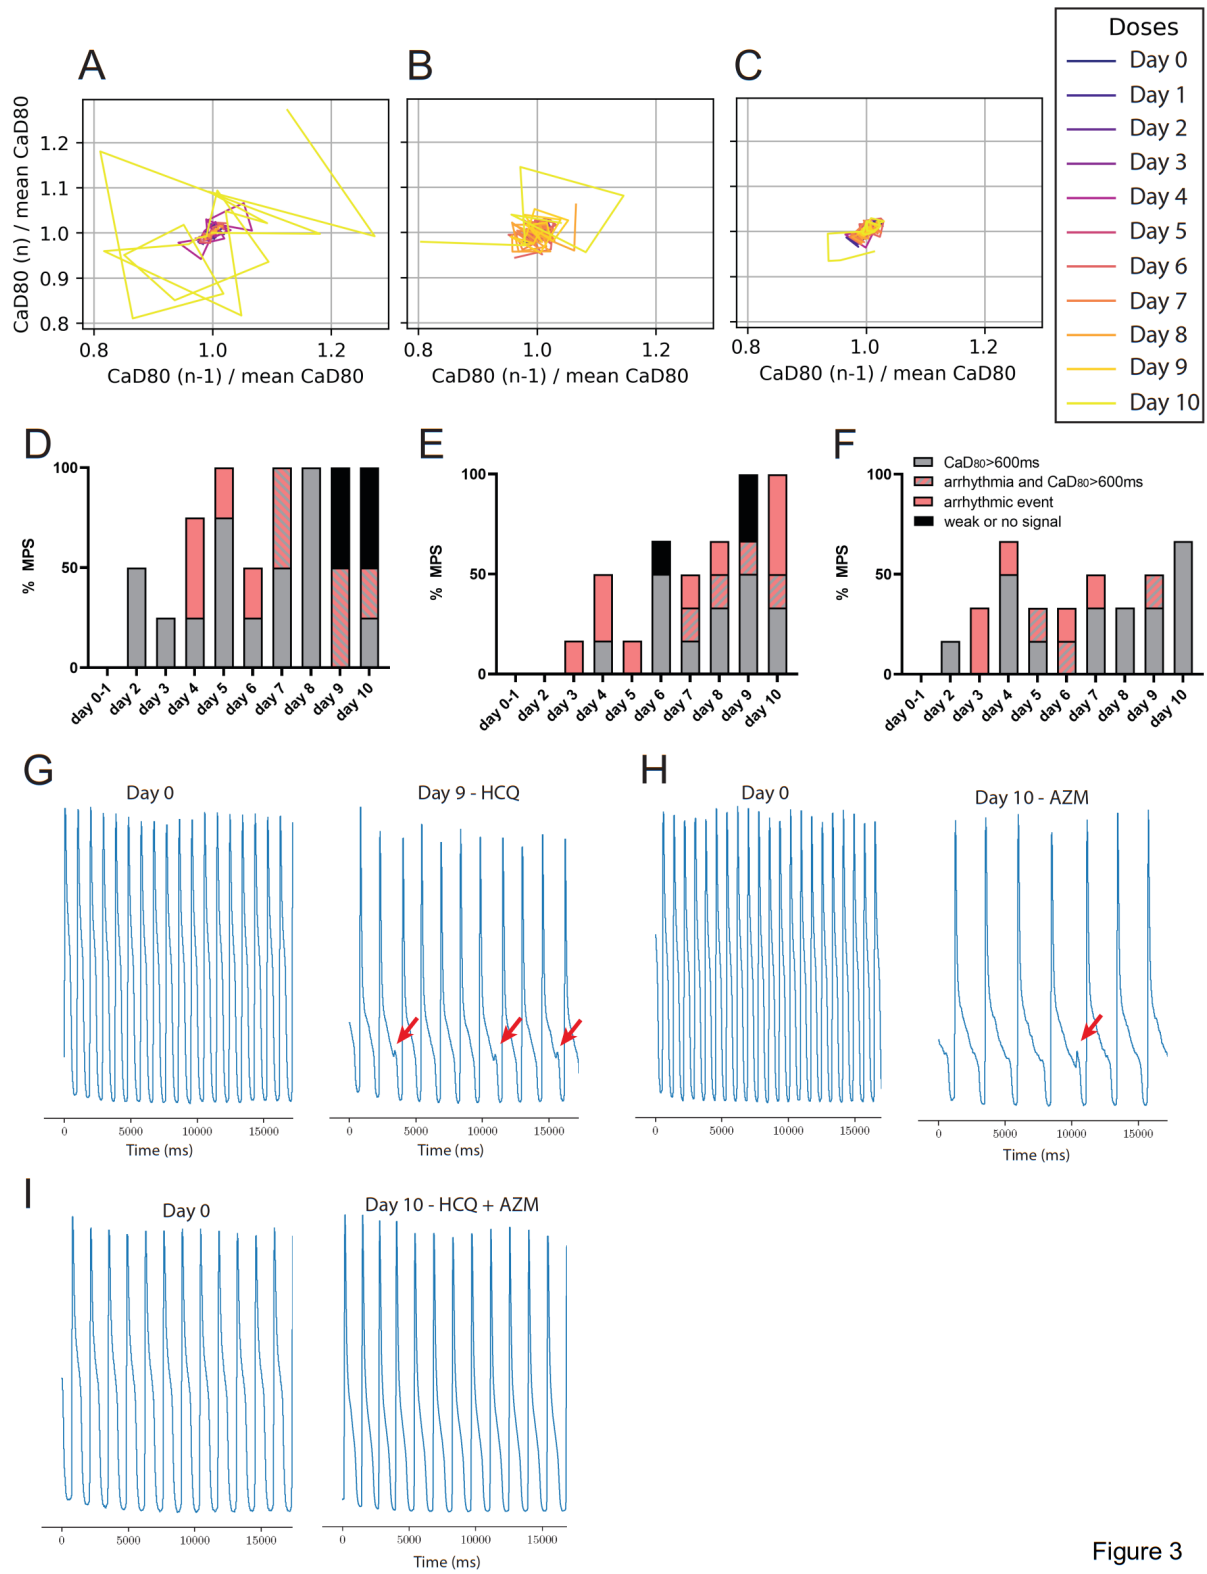 A
B
C
Doses
Day 0
Day 1
Day 2
Day 3
Day 4
Day 5
Day 6
Day 7
Day 8
Day 9
Day 10
CaD80 (n) / mean CaD80
1.2
1.1
1.0
0.9
0.8
0.8 1.0 1.2
CaD80 (n-1) / mean CaD80
0.8 1.0 1.2
CaD80 (n-1) / mean CaD80
0.8 1.0 1.2
CaD80 (n-1) / mean CaD80
D
% MPS
100
50
0
day 0-1
day 2
day 3
day 4
day 5
day 6
day 7
day 8
day 9
day 10
E
% MPS
100
50
0
day 0-1
day 2
day 3
day 4
day 5
day 6
day 7
day 8
day 9
day 10
F
CaD80>600ms
arrhythmia and CaD80>600ms
arrhythmic event
weak or no signal
% MPS
100
50
0
day 0-1
day 2
day 3
day 4
day 5
day 6
day 7
day 8
day 9
day 10
G
Day 0
0 5000 10000 15000
Time (ms)
Day 9 - HCQ
0 5000 10000 15000
Time (ms)
H
Day 0
0 5000 10000 15000
Time (ms)
Day 10 - AZM
0 5000 10000 15000
Time (ms)
I
Day 0
0 5000 10000 15000
Time (ms)
Day 10 - HCQ + AZM
0 5000 10000 15000
Time (ms)
Figure 3